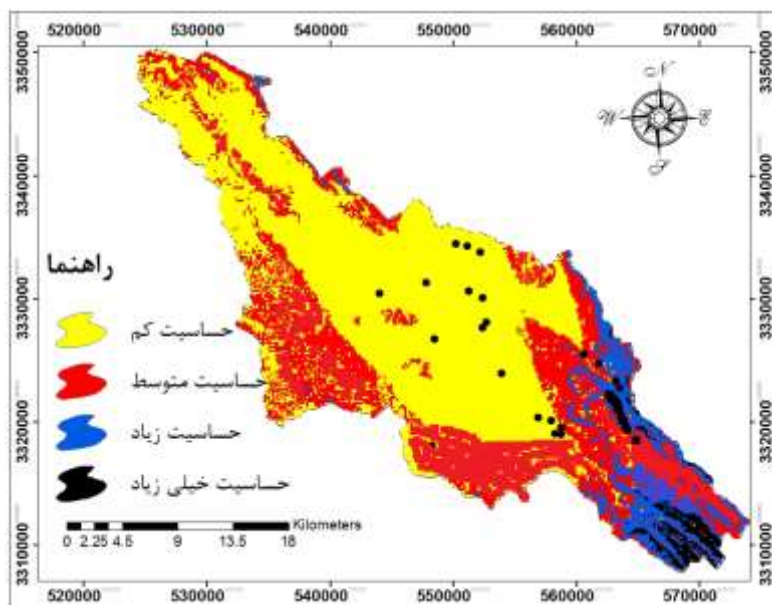 520000 530000 540000 550000 560000 570000
3350000 3350000
N
W E
S
3340000 3340000
راهنما
3330000 3330000
حساسیت کم
حساسیت متوسط
3320000 3320000
حساسیت زیاد
حساسیت خیلی زیاد
Kilometers
0 2.25 4.5 9 13.5 18
3310000 3310000
520000 530000 540000 550000 560000 570000